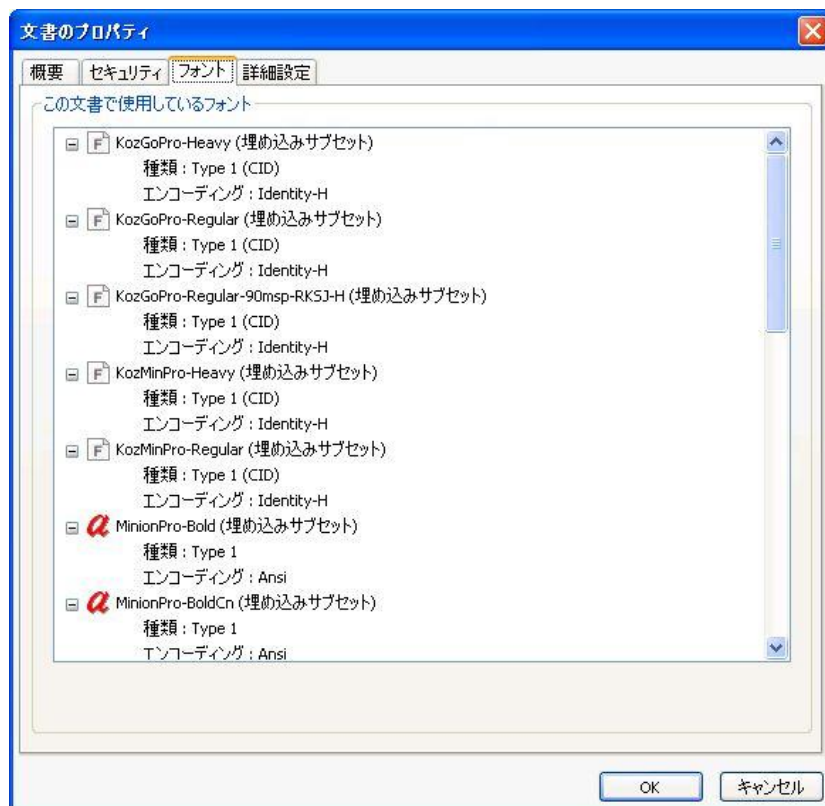 文書のプロパティ
概要 セキュリティ フォント 詳細設定
この文書で使用しているフォント
KozGoPro-Heavy (埋め込みサブセット)
種類 : Type 1 (CID)
エンコーディング : Identity-H
KozGoPro-Regular (埋め込みサブセット)
種類 : Type 1 (CID)
エンコーディング : Identity-H
KozGoPro-Regular-90msp-RKSJ-H (埋め込みサブセット)
種類 : Type 1 (CID)
エンコーディング : Identity-H
KozMinPro-Heavy (埋め込みサブセット)
種類 : Type 1 (CID)
エンコーディング : Identity-H
KozMinPro-Regular (埋め込みサブセット)
種類 : Type 1 (CID)
エンコーディング : Identity-H
MinionPro-Bold (埋め込みサブセット)
種類 : Type 1
エンコーディング : Ansi
MinionPro-BoldCn (埋め込みサブセット)
種類 : Type 1
エンコーディング : Ansi
OK キャンセル